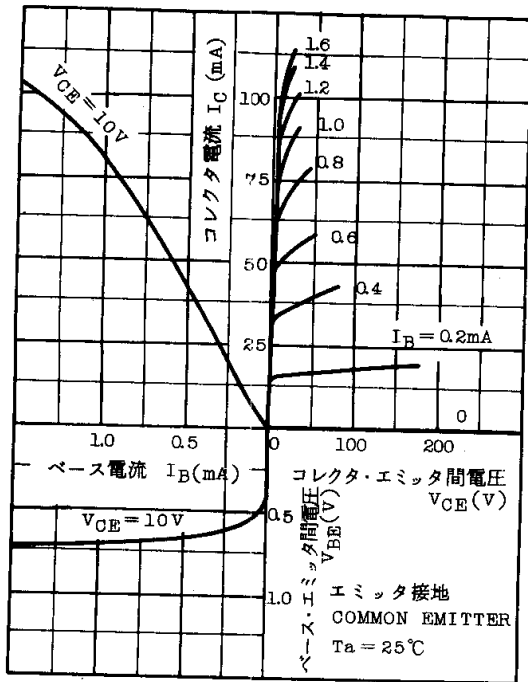 コレクタ電流 IC (mA)
VCE=10V
1.6
1.4
1.2
1.0
0.8
0.6
0.4
IB=0.2mA
0
100
75
50
25
1.0 0.5 0 100 200
ベース電流 IB(mA)
コレクタ・エミッタ間電圧
VCE(V)
VCE=10V
0.5
1.0
ベース・エミッタ間電圧
VBE(V)
エミッタ接地
COMMON EMITTER
Ta=25℃